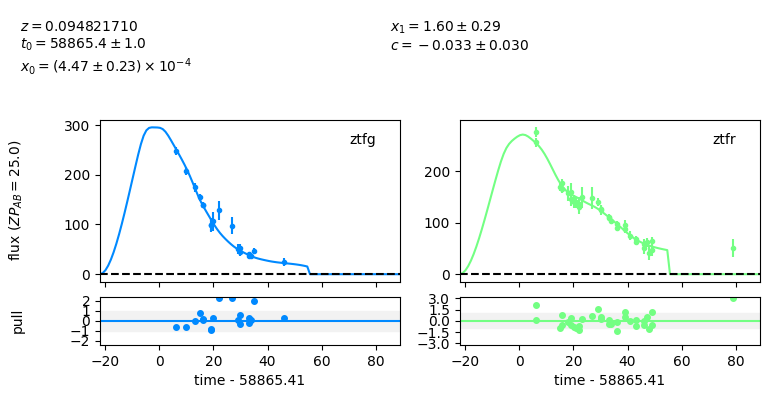 z = 0.094821710
t₀ = 58865.4 ± 1.0
x₀ = (4.47 ± 0.23) × 10⁻⁴
x₁ = 1.60 ± 0.29
c = −0.033 ± 0.030
ztfg
ztfr
flux (ZP_AB = 25.0)
300
200
100
0
200
100
0
pull
2
1
0
−1
−2
3.0
1.5
0.0
−1.5
−3.0
−20 0 20 40 60 80
−20 0 20 40 60 80
time - 58865.41
time - 58865.41